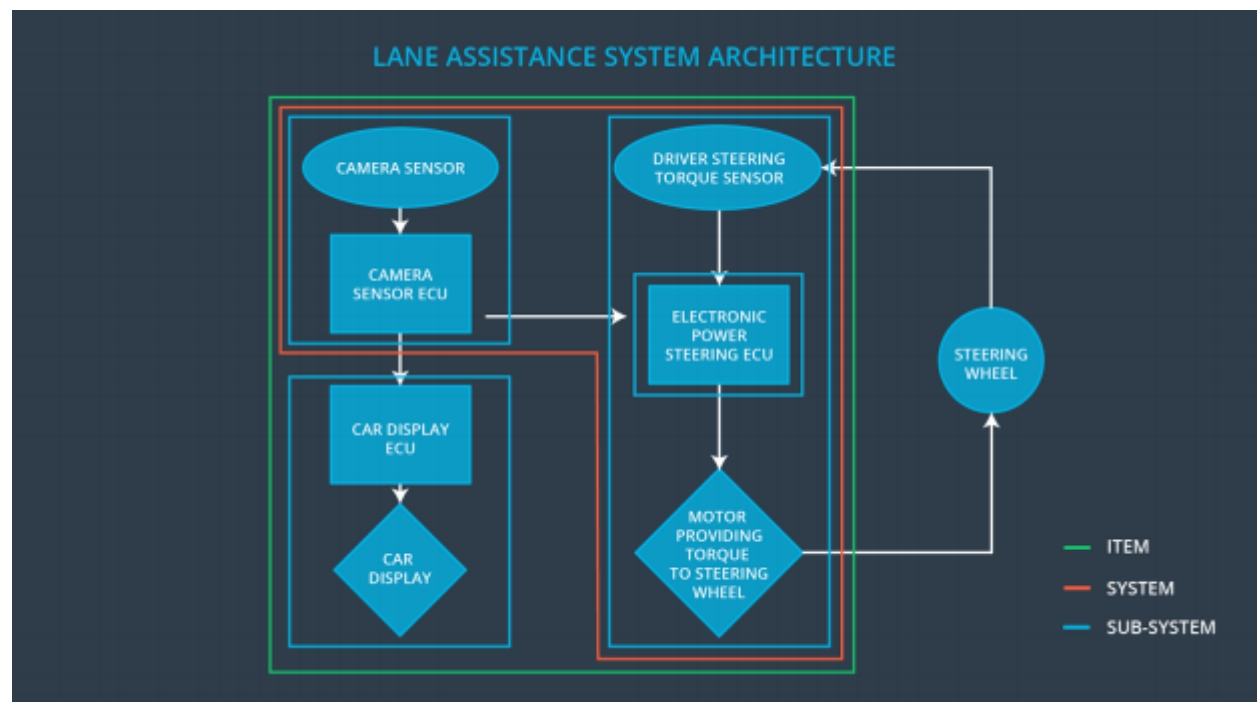 LANE ASSISTANCE SYSTEM ARCHITECTURE
CAMERA SENSOR
CAMERA
SENSOR ECU
CAR DISPLAY
ECU
CAR
DISPLAY
DRIVER STEERING
TORQUE SENSOR
ELECTRONIC
POWER
STEERING ECU
MOTOR
PROVIDING
TORQUE
TO STEERING
WHEEL
STEERING
WHEEL
ITEM
SYSTEM
SUB-SYSTEM